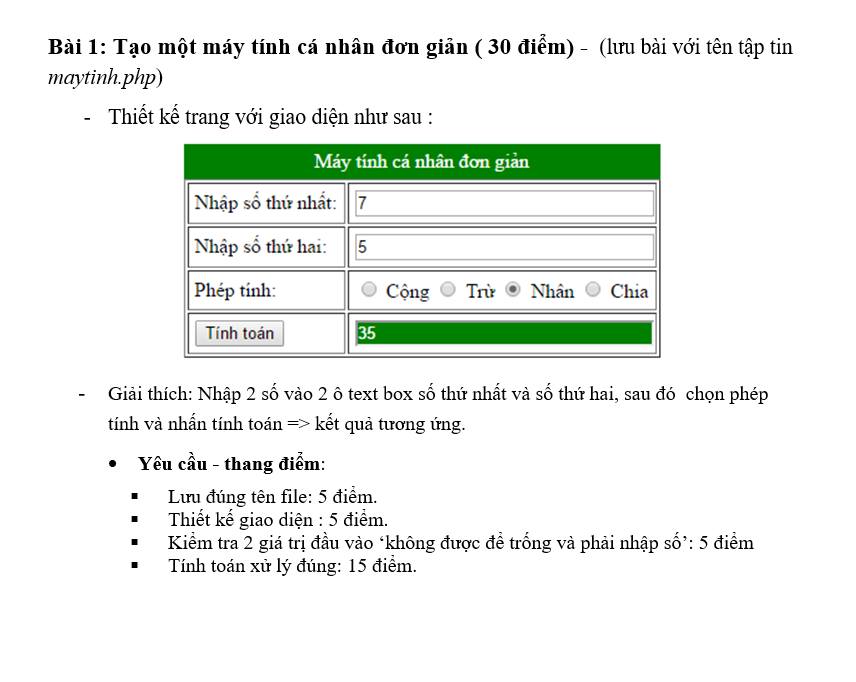 Bài 1: Tạo một máy tính cá nhân đơn giản ( 30 điểm) - (lưu bài với tên tập tin
maytinh.php)
- Thiết kế trang với giao diện như sau :
Máy tính cá nhân đơn giản
Nhập số thứ nhất: 7
Nhập số thứ hai: 5
Phép tính: Cộng Trừ Nhân Chia
Tính toán 35
- Giải thích: Nhập 2 số vào 2 ô text box số thứ nhất và số thứ hai, sau đó chọn phép
tính và nhấn tính toán => kết quả tương ứng.
• Yêu cầu - thang điểm:
▪ Lưu đúng tên file: 5 điểm.
▪ Thiết kế giao diện : 5 điểm.
▪ Kiểm tra 2 giá trị đầu vào ‘không được để trống và phải nhập số’: 5 điểm
▪ Tính toán xử lý đúng: 15 điểm.